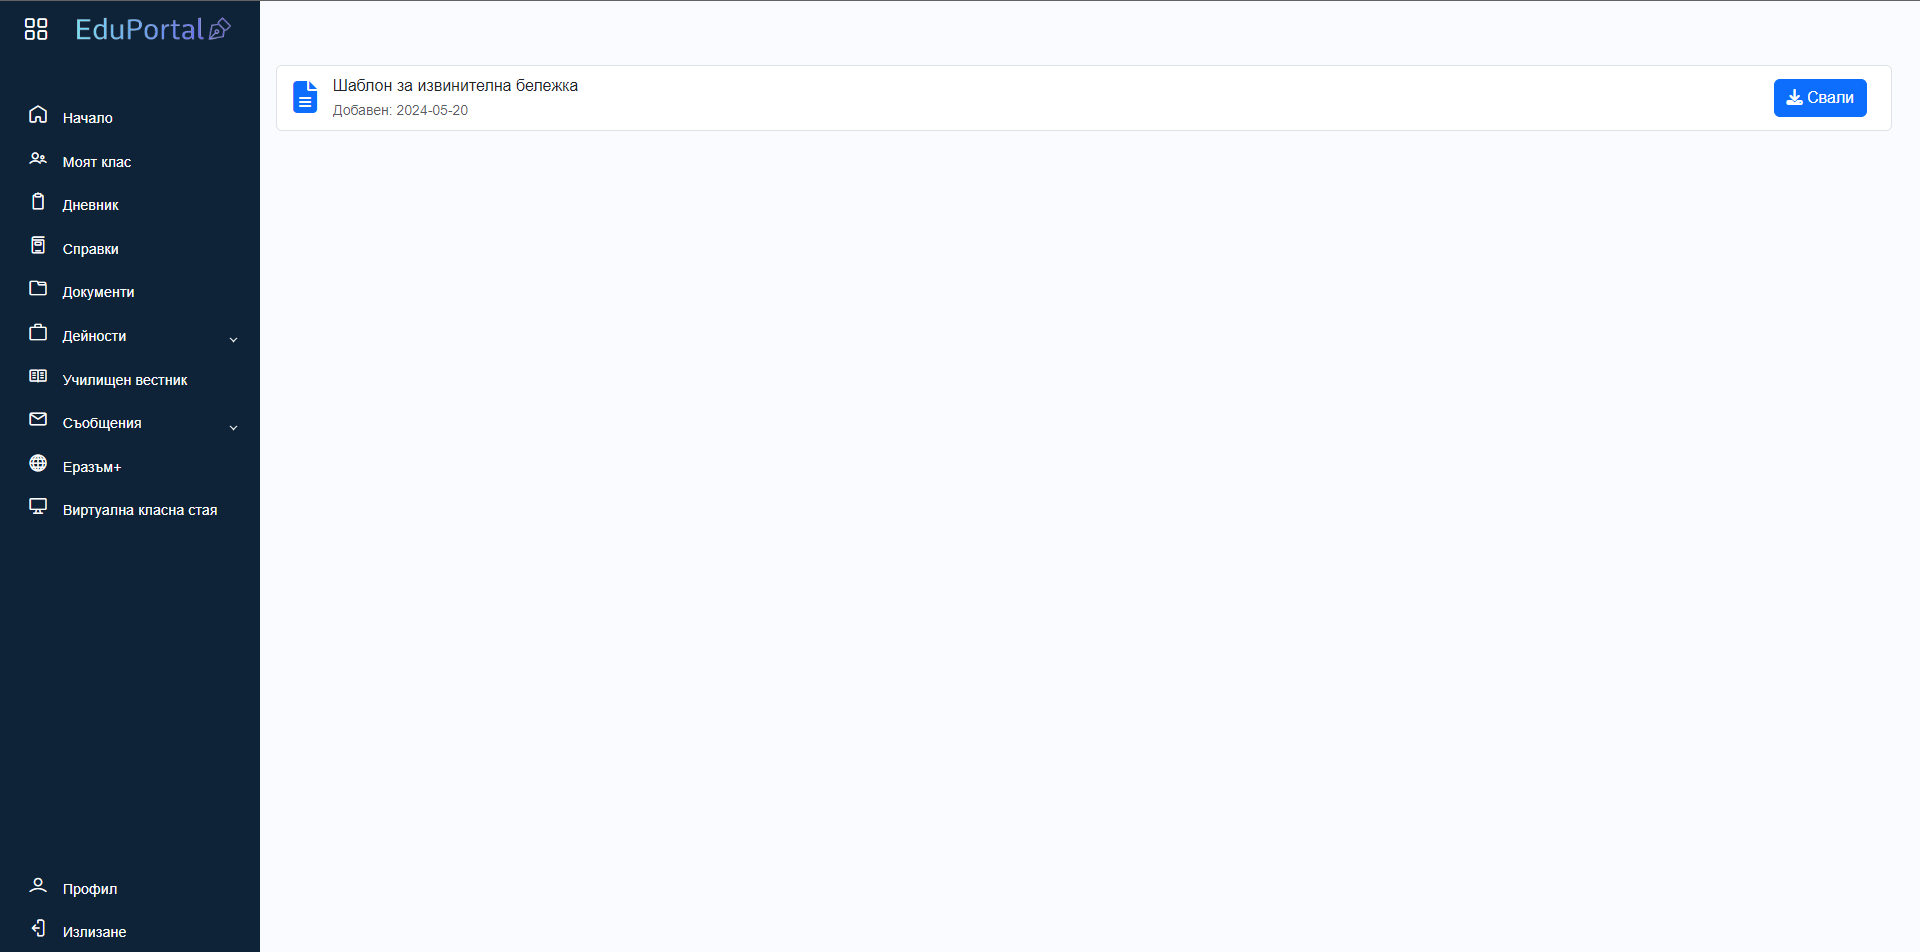 EduPortal
Начало
Моят клас
Дневник
Справки
Документи
Дейности
Училищен вестник
Съобщения
Еразъм+
Виртуална класна стая
Профил
Излизане
Шаблон за извинителна бележка
Добавен: 2024-05-20
Свали